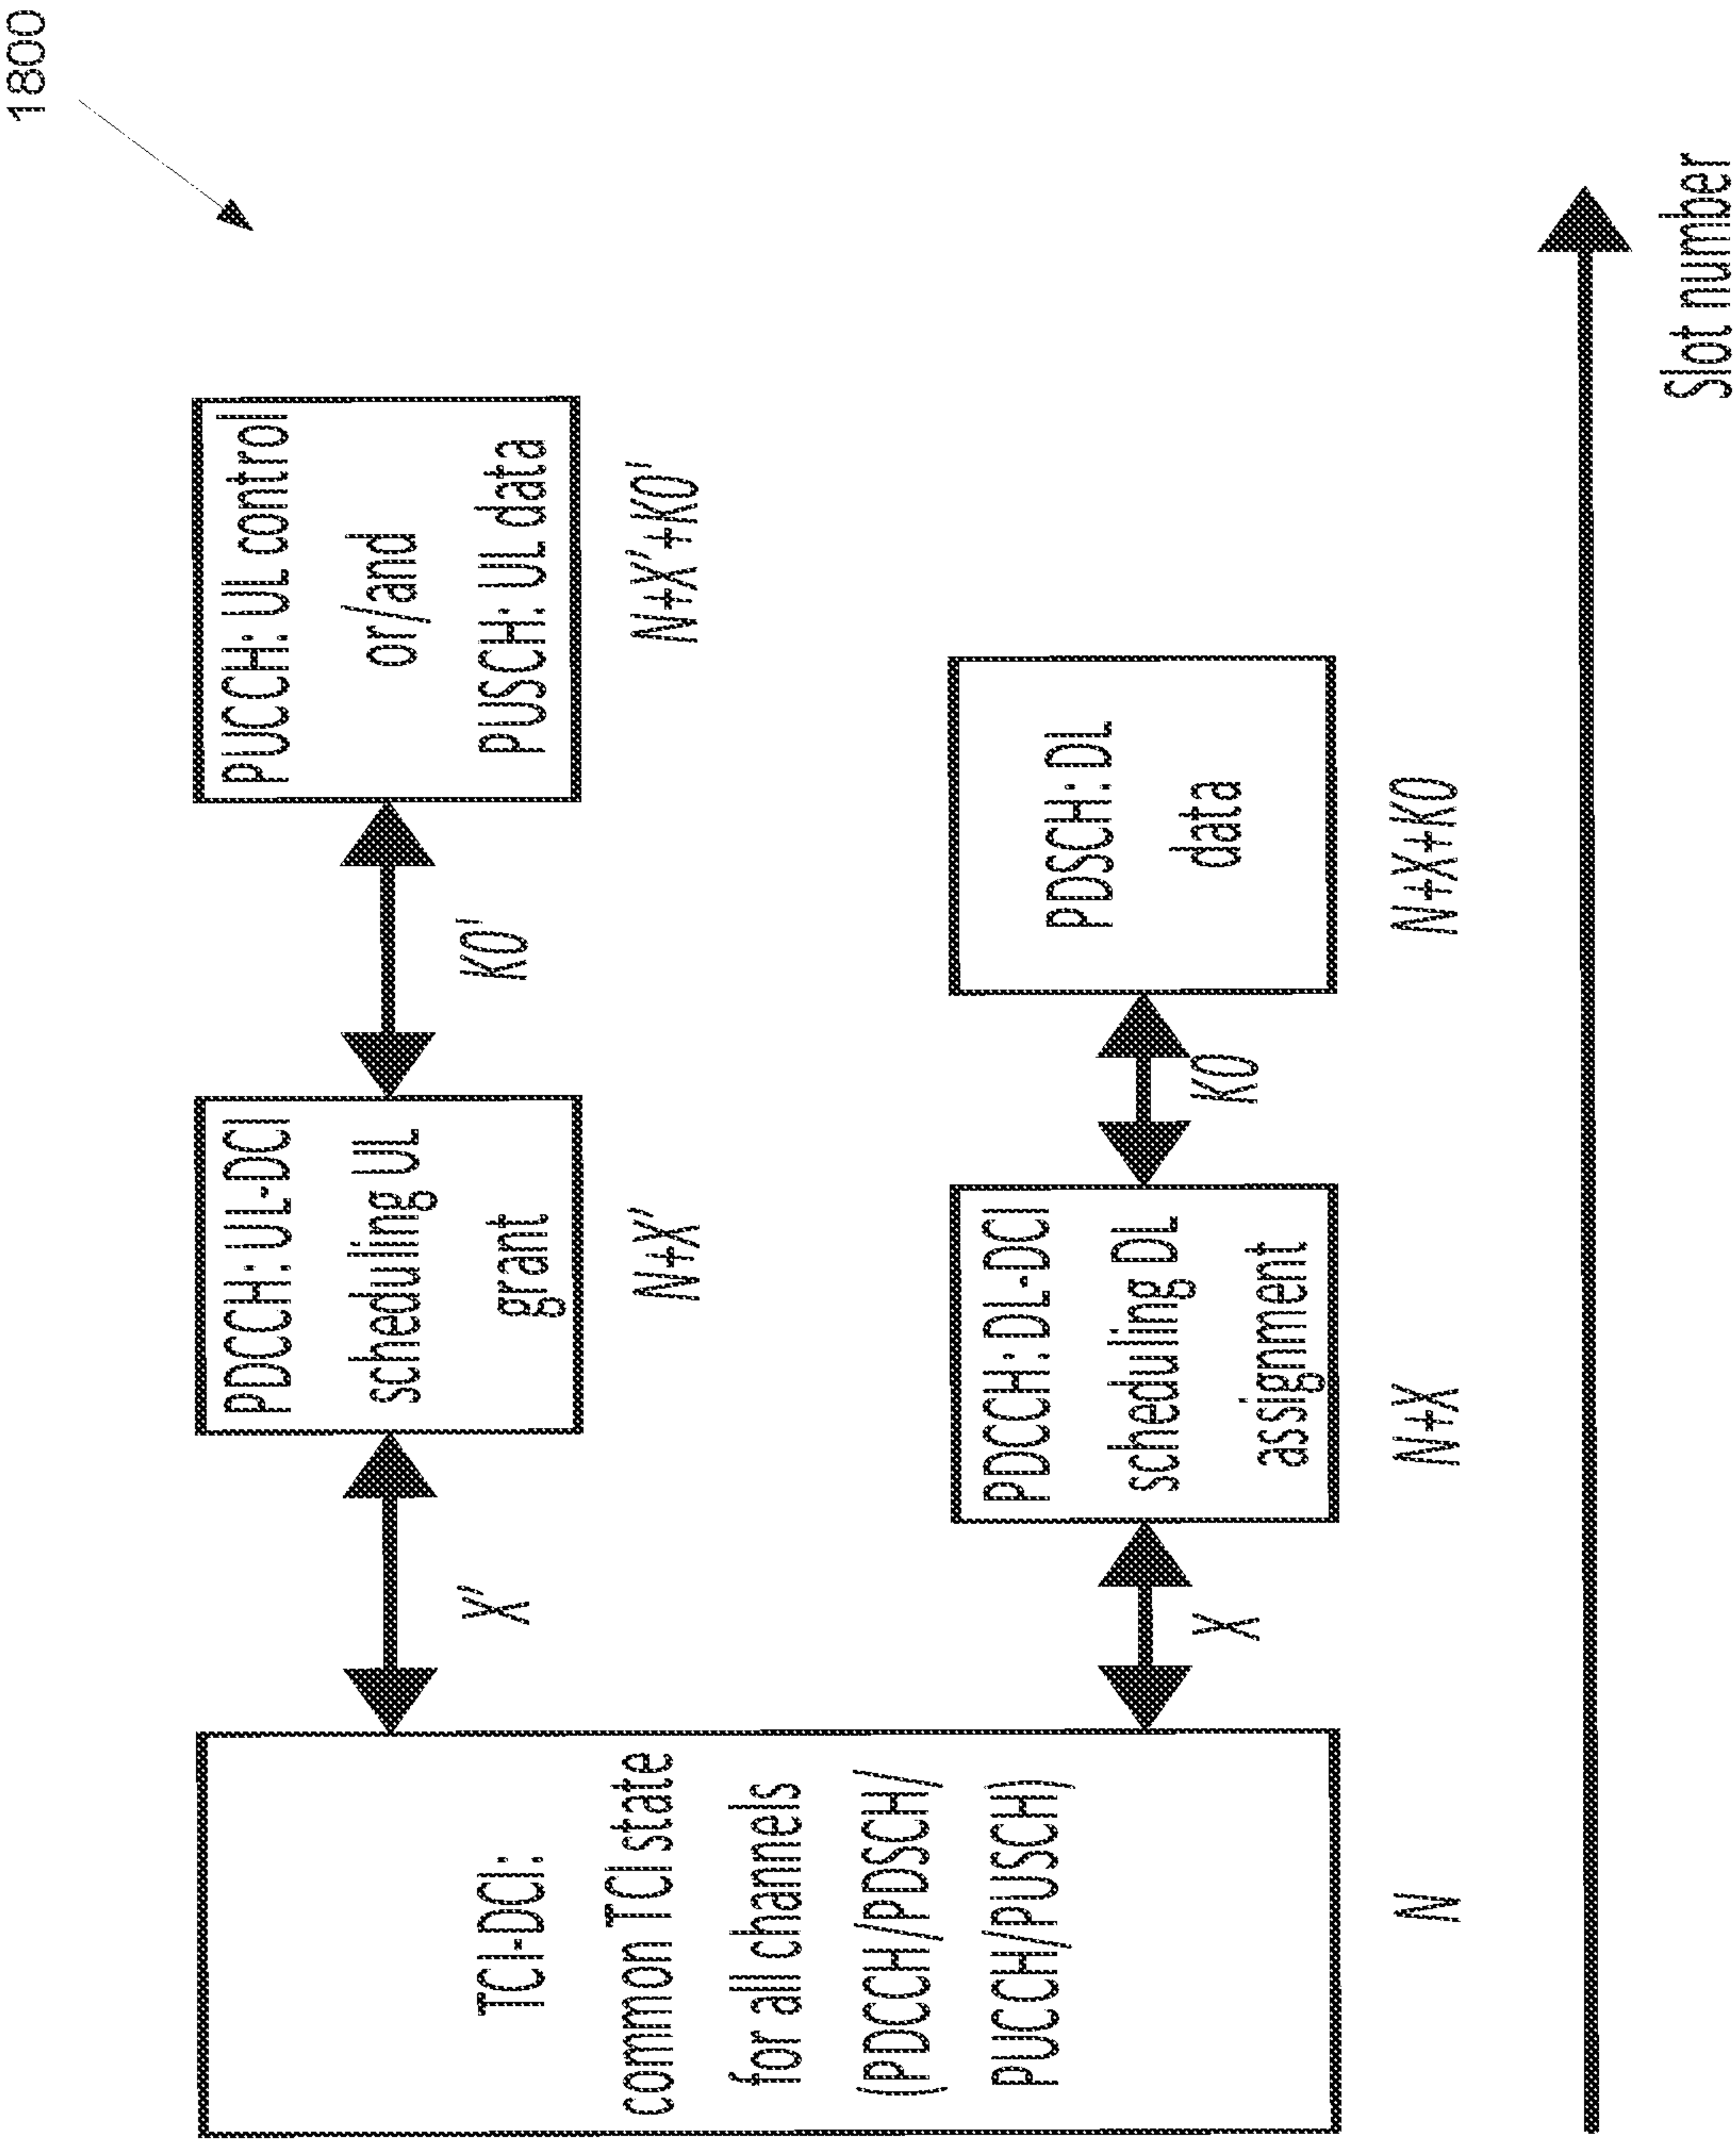 1800
TCI-DCI:
common TCI state
for all channels
(PDCCH/PDSCH/
PUCCH/PUSCH)
N
X'
PDCCH: UL-DCI
scheduling UL
grant
N+X'
K0'
PUCCH: UL control
or/and
PUSCH: UL data
N+X'+K0'
X
PDCCH: DL-DCI
scheduling DL
assignment
N+X
K0
PDSCH: DL
data
N+X+K0
Slot number